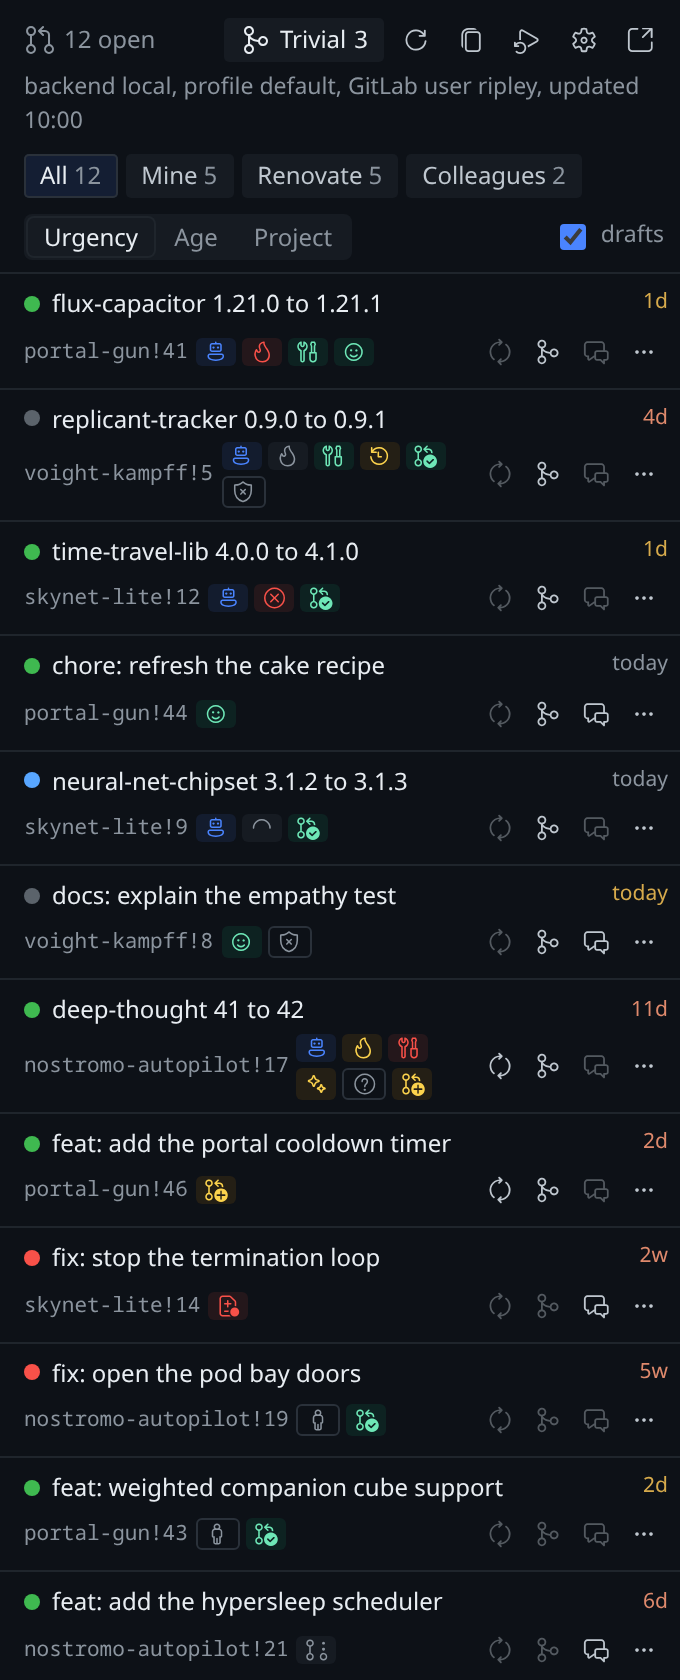 12 open
Trivial 3
backend local, profile default, GitLab user ripley, updated
10:00
All 12
Mine 5
Renovate 5
Colleagues 2
Urgency
Age
Project
drafts
flux-capacitor 1.21.0 to 1.21.1
1d
portal-gun!41
replicant-tracker 0.9.0 to 0.9.1
4d
voight-kampff!5
time-travel-lib 4.0.0 to 4.1.0
1d
skynet-lite!12
chore: refresh the cake recipe
today
portal-gun!44
neural-net-chipset 3.1.2 to 3.1.3
today
skynet-lite!9
docs: explain the empathy test
today
voight-kampff!8
deep-thought 41 to 42
11d
nostromo-autopilot!17
feat: add the portal cooldown timer
2d
portal-gun!46
fix: stop the termination loop
2w
skynet-lite!14
fix: open the pod bay doors
5w
nostromo-autopilot!19
feat: weighted companion cube support
2d
portal-gun!43
feat: add the hypersleep scheduler
6d
nostromo-autopilot!21